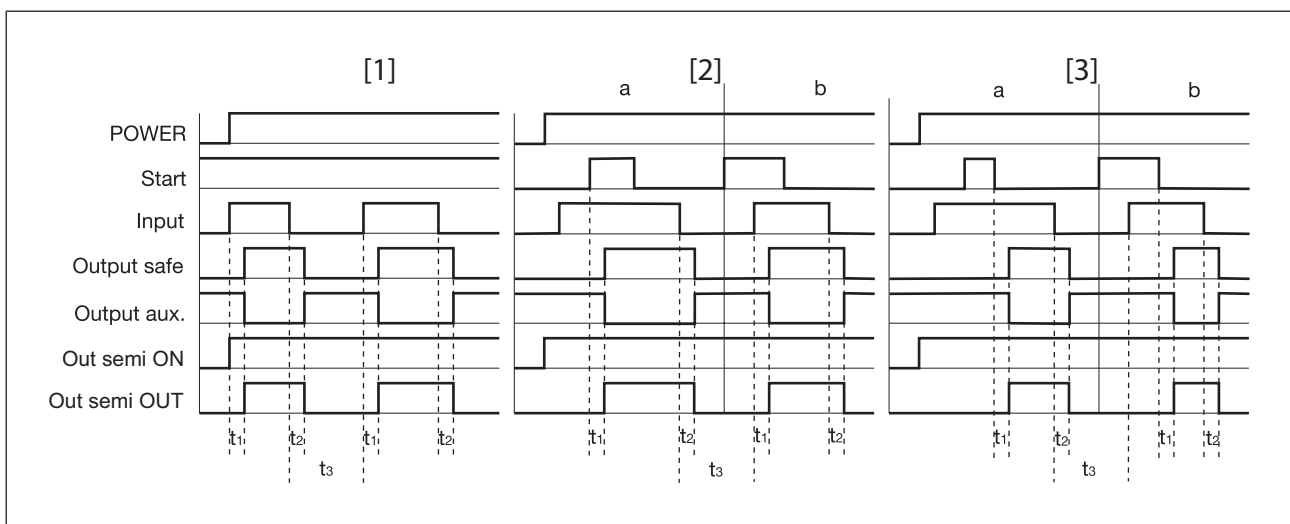 [1] [2] [3]
a b a b
POWER
Start
Input
Output safe
Output aux.
Out semi ON
Out semi OUT
t1 t2 t1 t2 t1 t2 t1 t2 t1 t2 t1 t2
t3 t3 t3